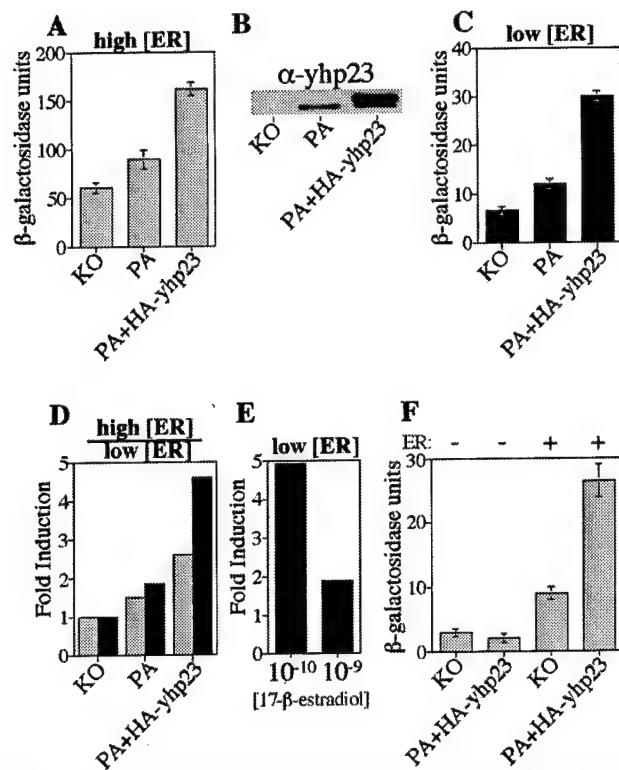 A
high [ER]
β-galactosidase units
200
150
100
50
0
KO
PA
PA+HA-yhp23
B
α-yhp23
KO
PA
PA+HA-yhp23
C
low [ER]
β-galactosidase units
40
30
20
10
0
KO
PA
PA+HA-yhp23
D
high [ER]
low [ER]
Fold Induction
5
4
3
2
1
0
KO
PA
PA+HA-yhp23
E
low [ER]
Fold Induction
5
4
3
2
1
0
10⁻¹⁰ 10⁻⁹
[17-β-estradiol]
F
ER: - - + +
β-galactosidase units
30
20
10
0
KO
PA+HA-yhp23
KO
PA+HA-yhp23